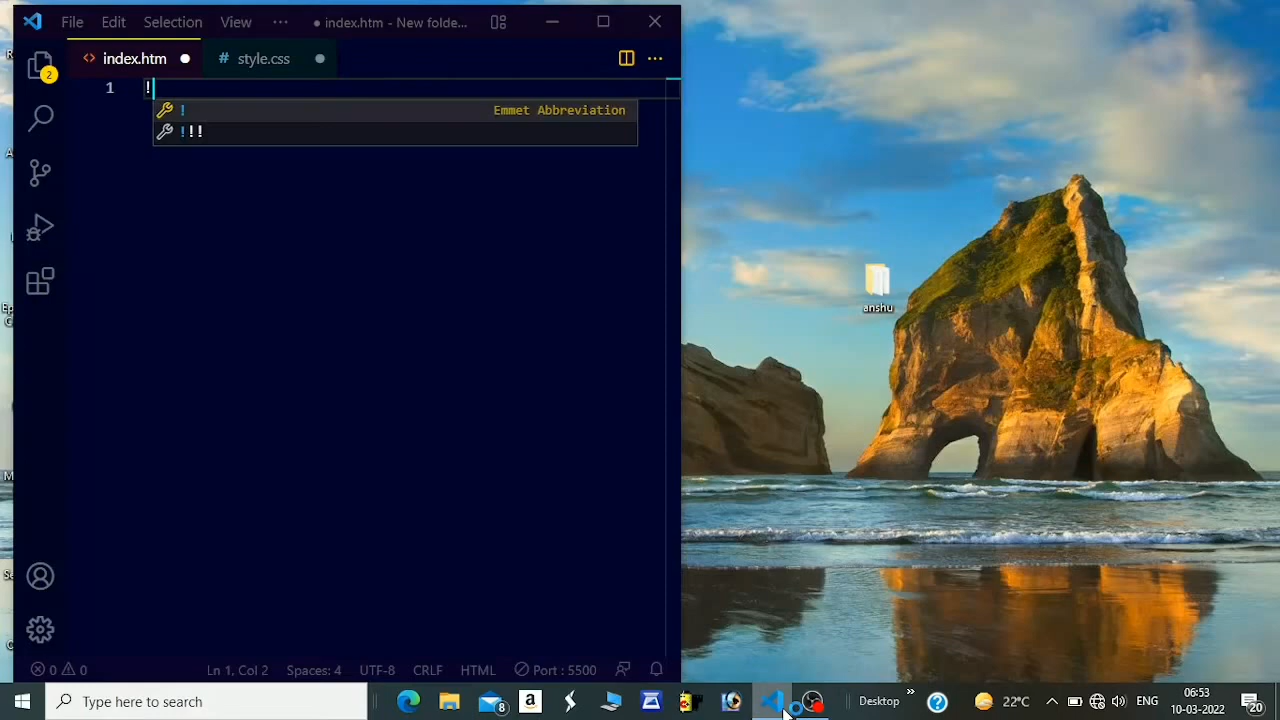 File Edit Selection View ··· ● index.htm - New folde...
<> index.htm ● # style.css ●
2
1 !
! Emmet Abbreviation
!!!
anshu
0 0 Ln 1, Col 2 Spaces: 4 UTF-8 CRLF HTML Port : 5500
Type here to search 8 a Desktop » ? 22°C ENG 06:53
10-03-2022 20